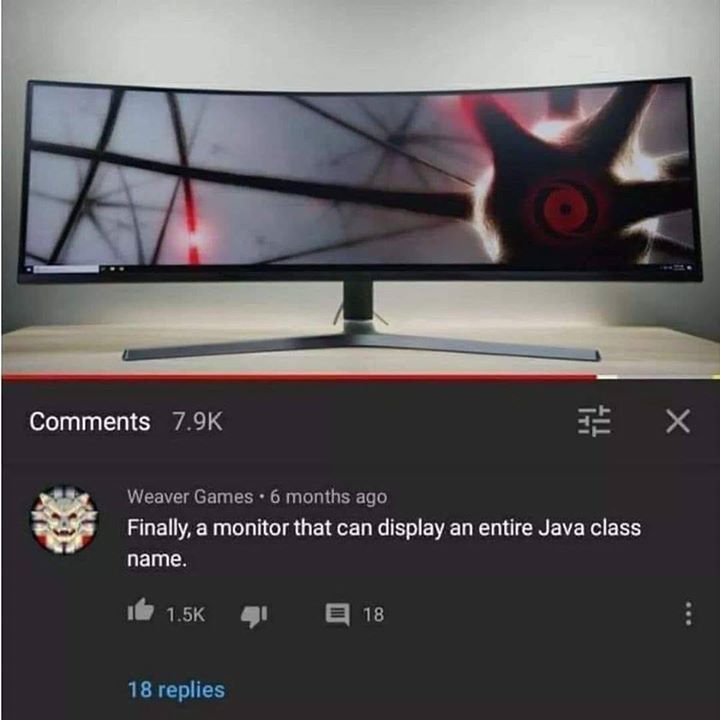 Comments 7.9K
Weaver Games • 6 months ago
Finally, a monitor that can display an entire Java class
name.
1.5K 18
18 replies